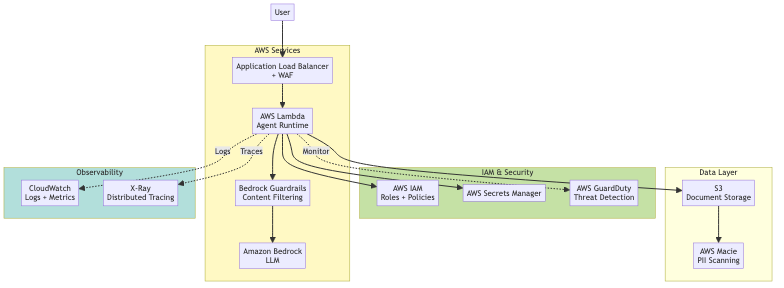 User
AWS Services
Application Load Balancer
+ WAF
AWS Lambda
Agent Runtime
Logs
Traces
Monitor
Observability
CloudWatch
Logs + Metrics
X-Ray
Distributed Tracing
Bedrock Guardrails
Content Filtering
Amazon Bedrock
LLM
IAM & Security
AWS IAM
Roles + Policies
AWS Secrets Manager
AWS GuardDuty
Threat Detection
Data Layer
S3
Document Storage
AWS Macie
PII Scanning